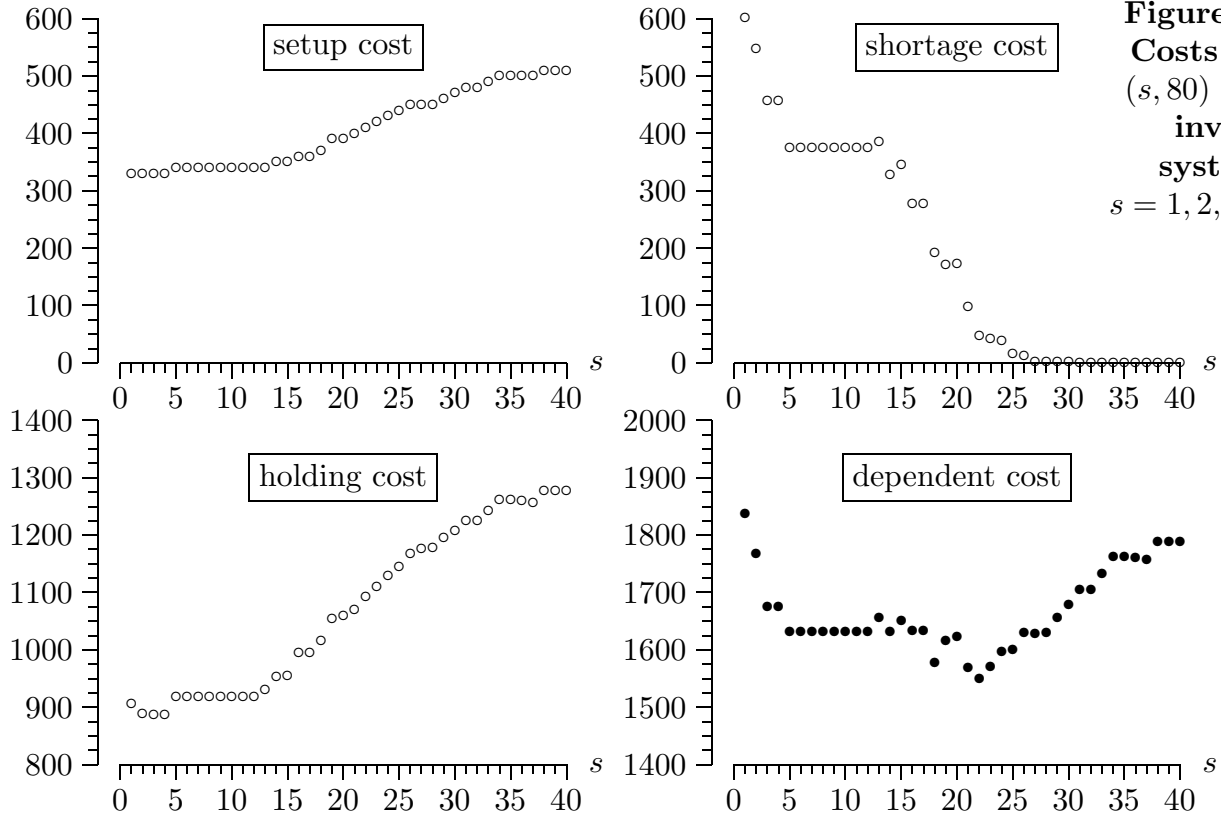 600
500
400
300
200
100
0
setup cost
0 5 10 15 20 25 30 35 40
s
600
500
400
300
200
100
0
shortage cost
0 5 10 15 20 25 30 35 40
s
Figure
Costs
(s, 80)
inv
syst
s = 1, 2,
1400
1300
1200
1100
1000
900
800
holding cost
0 5 10 15 20 25 30 35 40
s
2000
1900
1800
1700
1600
1500
1400
dependent cost
0 5 10 15 20 25 30 35 40
s